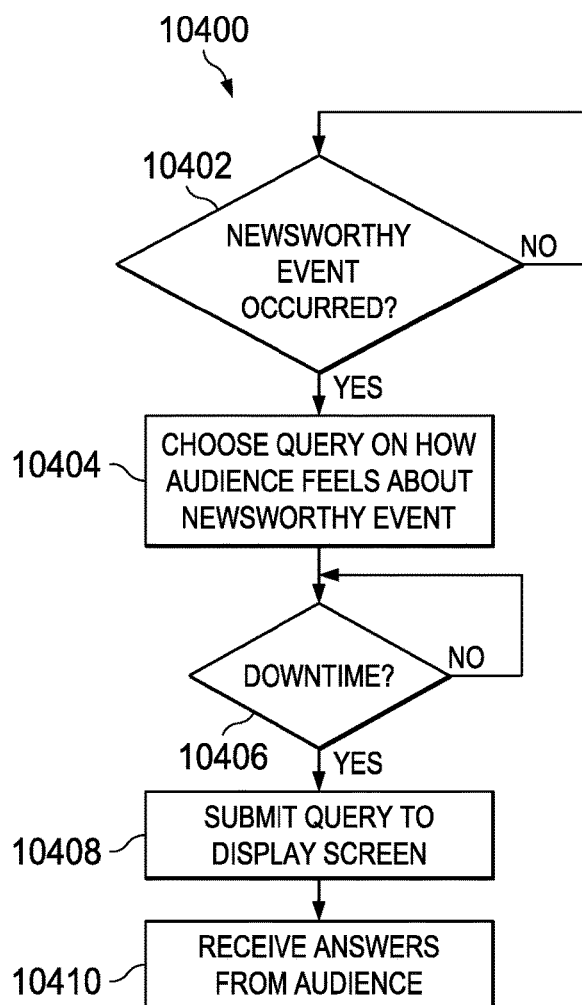 10400
10402
NEWSWORTHY
EVENT
OCCURRED?
NO
YES
10404
CHOOSE QUERY ON HOW
AUDIENCE FEELS ABOUT
NEWSWORTHY EVENT
DOWNTIME?
NO
10406
YES
10408
SUBMIT QUERY TO
DISPLAY SCREEN
10410
RECEIVE ANSWERS
FROM AUDIENCE